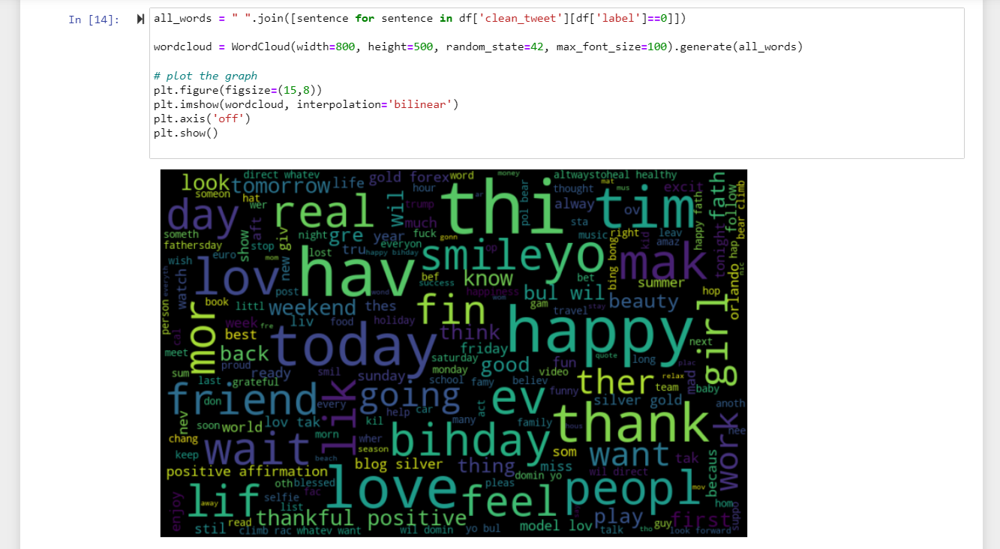 In [14]:
all_words = " ".join([sentence for sentence in df['clean_tweet'][df['label']==0]])
wordcloud = WordCloud(width=800, height=500, random_state=42, max_font_size=100).generate(all_words)
# plot the graph
plt.figure(figsize=(15,8))
plt.imshow(wordcloud, interpolation='bilinear')
plt.axis('off')
plt.show()
direct whatev
gold forex
word
money
altwaystoheal healthy
look
tomorrow
life
hour
thi
pol bear
thought
mat
mus
excit
fath
follow
bear climb
someon
hat
wer
day
real
wil
trump
much
ar
alway
tim
ov
happy fath
someth
fathersday
show
aft
stop
giv
night
gre
year
everyon
fuck
gonn
sta
music
right
leav
amaz
kid
tonight
hap
nic
wish
euro
mom
new
lost
tru
happy bihday
smile
op
yo
bing bong
mak
orlando
everyth
watch
lov
hav
bef
success
know
happiness
bet
summer
hop
person
book
littl
post
weekend
thes
wond
fin
wom
bul wil
gam
travel
stay
beauty
girl
mor
week
fre
liv
food
holiday
think
happy
cal
best
today
friday
next
meet
back
saturday
good
fun
quote
long
plac
sum
proud
ready
smil
sunday
monday
video
relax
mad
last
grateful
school
famy
believ
funny
ther
team
baby
friend
don
every
lik
going
ev
silver gold
anoth
nev
soon
world
lov tak
kil
help
car
act
many
family
thank
hous
work
nee
chang
morn
wher
bihday
keep
wait
beach
season
som
want
tak
positive affirmation
blog silver
thing
miss
wil direct
becaus
oth
blessed
love
pleas
domin yo
peopl
mov
enjoy
lif
away
selfie
fac
list
feel
hom
suppo
read
thankful positive
play
guy
first
stil
climb rac whatev want
wil domin
yo bul
model lov
talk
tho
look forward